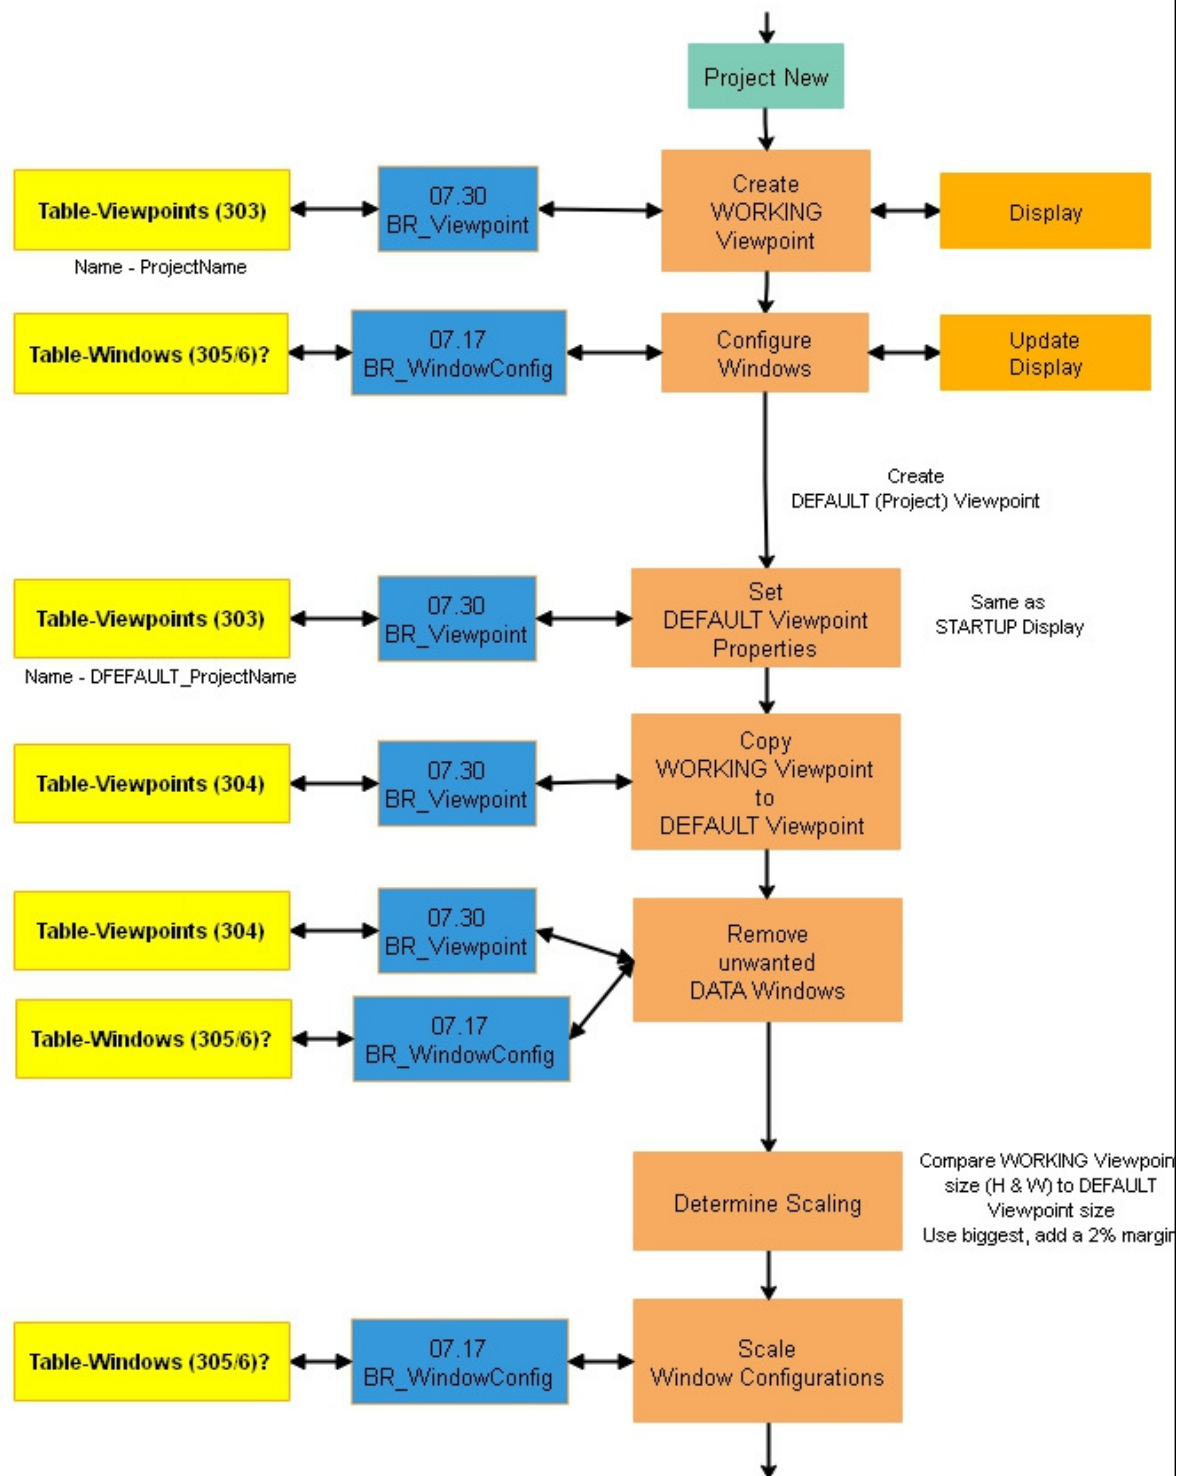 Project New
Table-Viewpoints (303)
Name - ProjectName
07.30
BR_Viewpoint
Create
WORKING
Viewpoint
Display
Table-Windows (305/6)?
07.17
BR_WindowConfig
Configure
Windows
Update
Display
Create
DEFAULT (Project) Viewpoint
Table-Viewpoints (303)
Name - DFEFAULT_ProjectName
07.30
BR_Viewpoint
Set
DEFAULT Viewpoint
Properties
Same as
STARTUP Display
Table-Viewpoints (304)
07.30
BR_Viewpoint
Copy
WORKING Viewpoint
to
DEFAULT Viewpoint
Table-Viewpoints (304)
07.30
BR_Viewpoint
Remove
unwanted
DATA Windows
Table-Windows (305/6)?
07.17
BR_WindowConfig
Determine Scaling
Compare WORKING Viewpoin
size (H & W) to DEFAULT
Viewpoint size
Use biggest, add a 2% margin
Table-Windows (305/6)?
07.17
BR_WindowConfig
Scale
Window Configurations